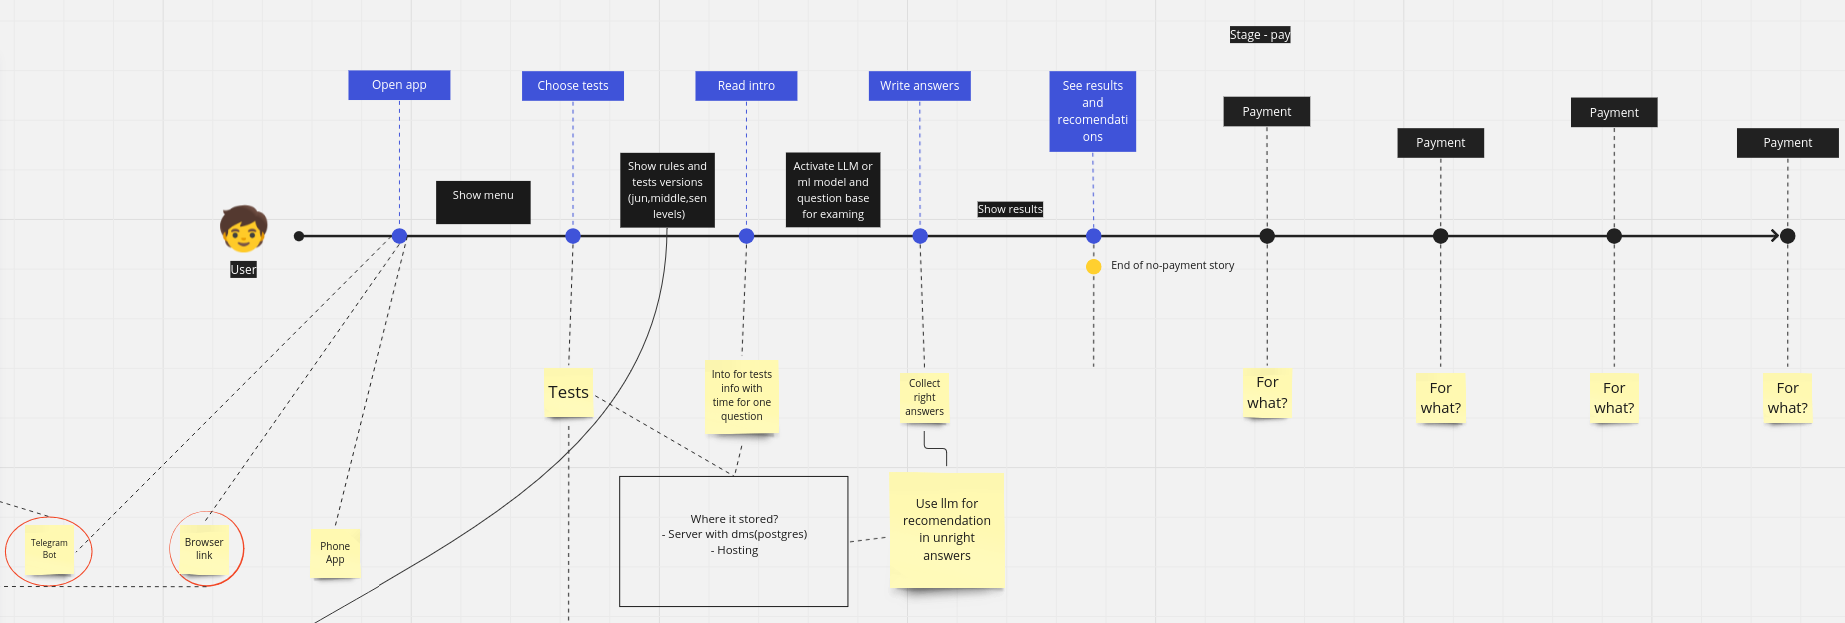 Stage - pay
Open app
Choose tests
Read intro
Write answers
See results
and
recomendati
ons
Payment
Payment
Payment
Payment
Show menu
Show rules and
tests versions
(jun,middle,sen
levels)
Activate LLM or
ml model and
question base
for examing
Show results
User
End of no-payment story
Tests
Into for tests
info with
time for one
question
Collect
right
answers
For
what?
For
what?
For
what?
For
what?
Telegram
Bot
Browser
link
Phone
App
Where it stored?
- Server with dms(postgres)
- Hosting
Use llm for
recomendation
in unright
answers